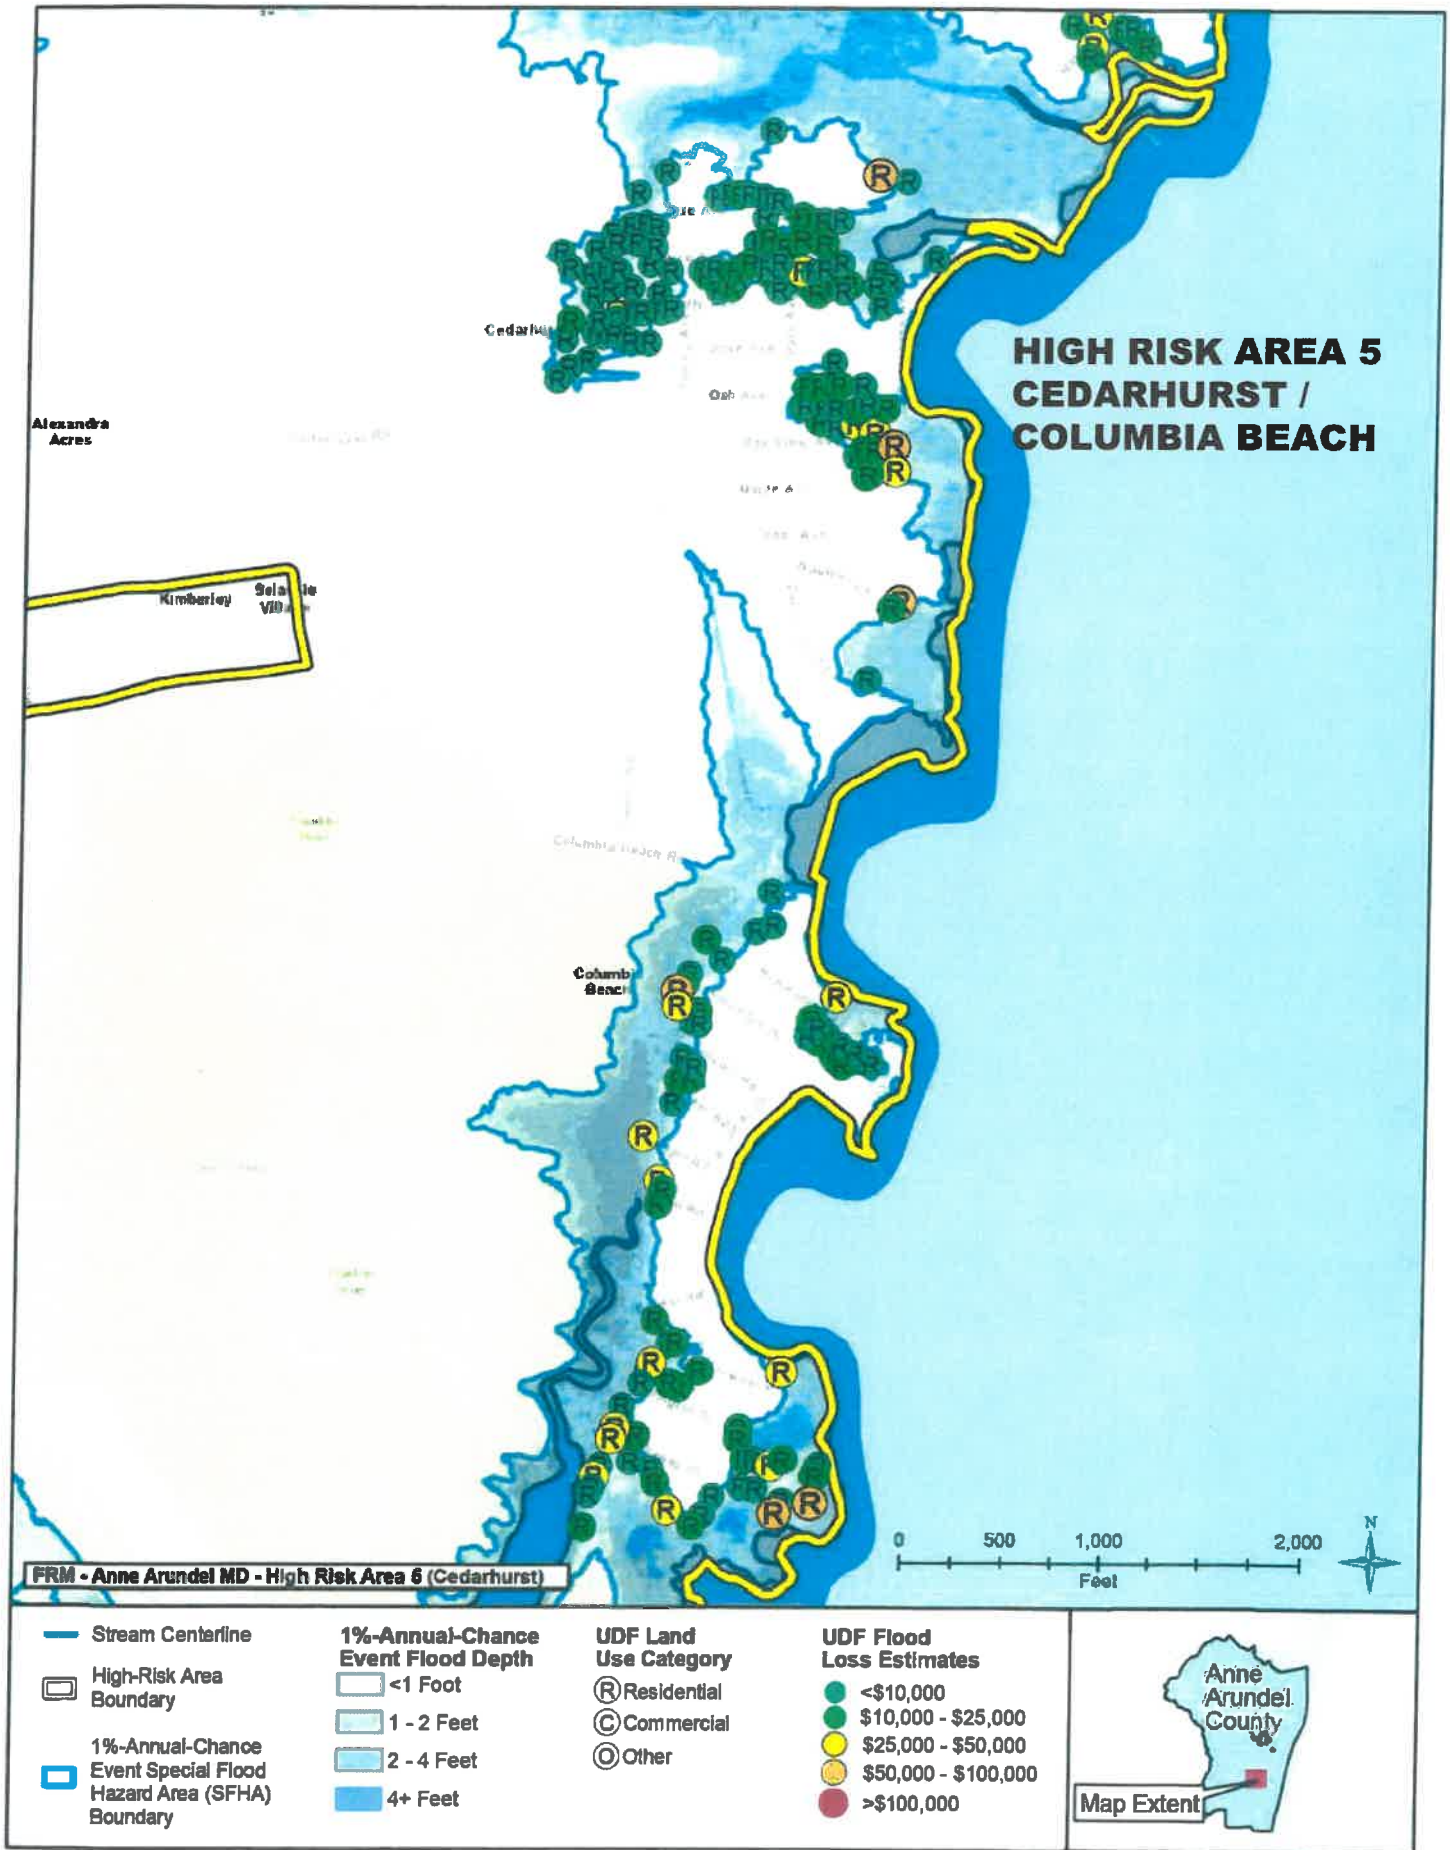 HIGH RISK AREA 5
CEDARHURST /
COLUMBIA BEACH
Alexandra
Acres
Kimberley
Oak Ave
Columbia Beach R
Columb
Beac
0 500 1,000 2,000
Feet
N
FRM - Anne Arundel MD - High Risk Area 6 (Cedarhurst)
Stream Centerline
High-Risk Area
Boundary
1%-Annual-Chance
Event Special Flood
Hazard Area (SFHA)
Boundary
1%-Annual-Chance
Event Flood Depth
<1 Foot
1 - 2 Feet
2 - 4 Feet
4+ Feet
UDF Land
Use Category
R Residential
C Commercial
O Other
UDF Flood
Loss Estimates
<$10,000
$10,000 - $25,000
$25,000 - $50,000
$50,000 - $100,000
>$100,000
Anne
Arundel
County
Map Extent